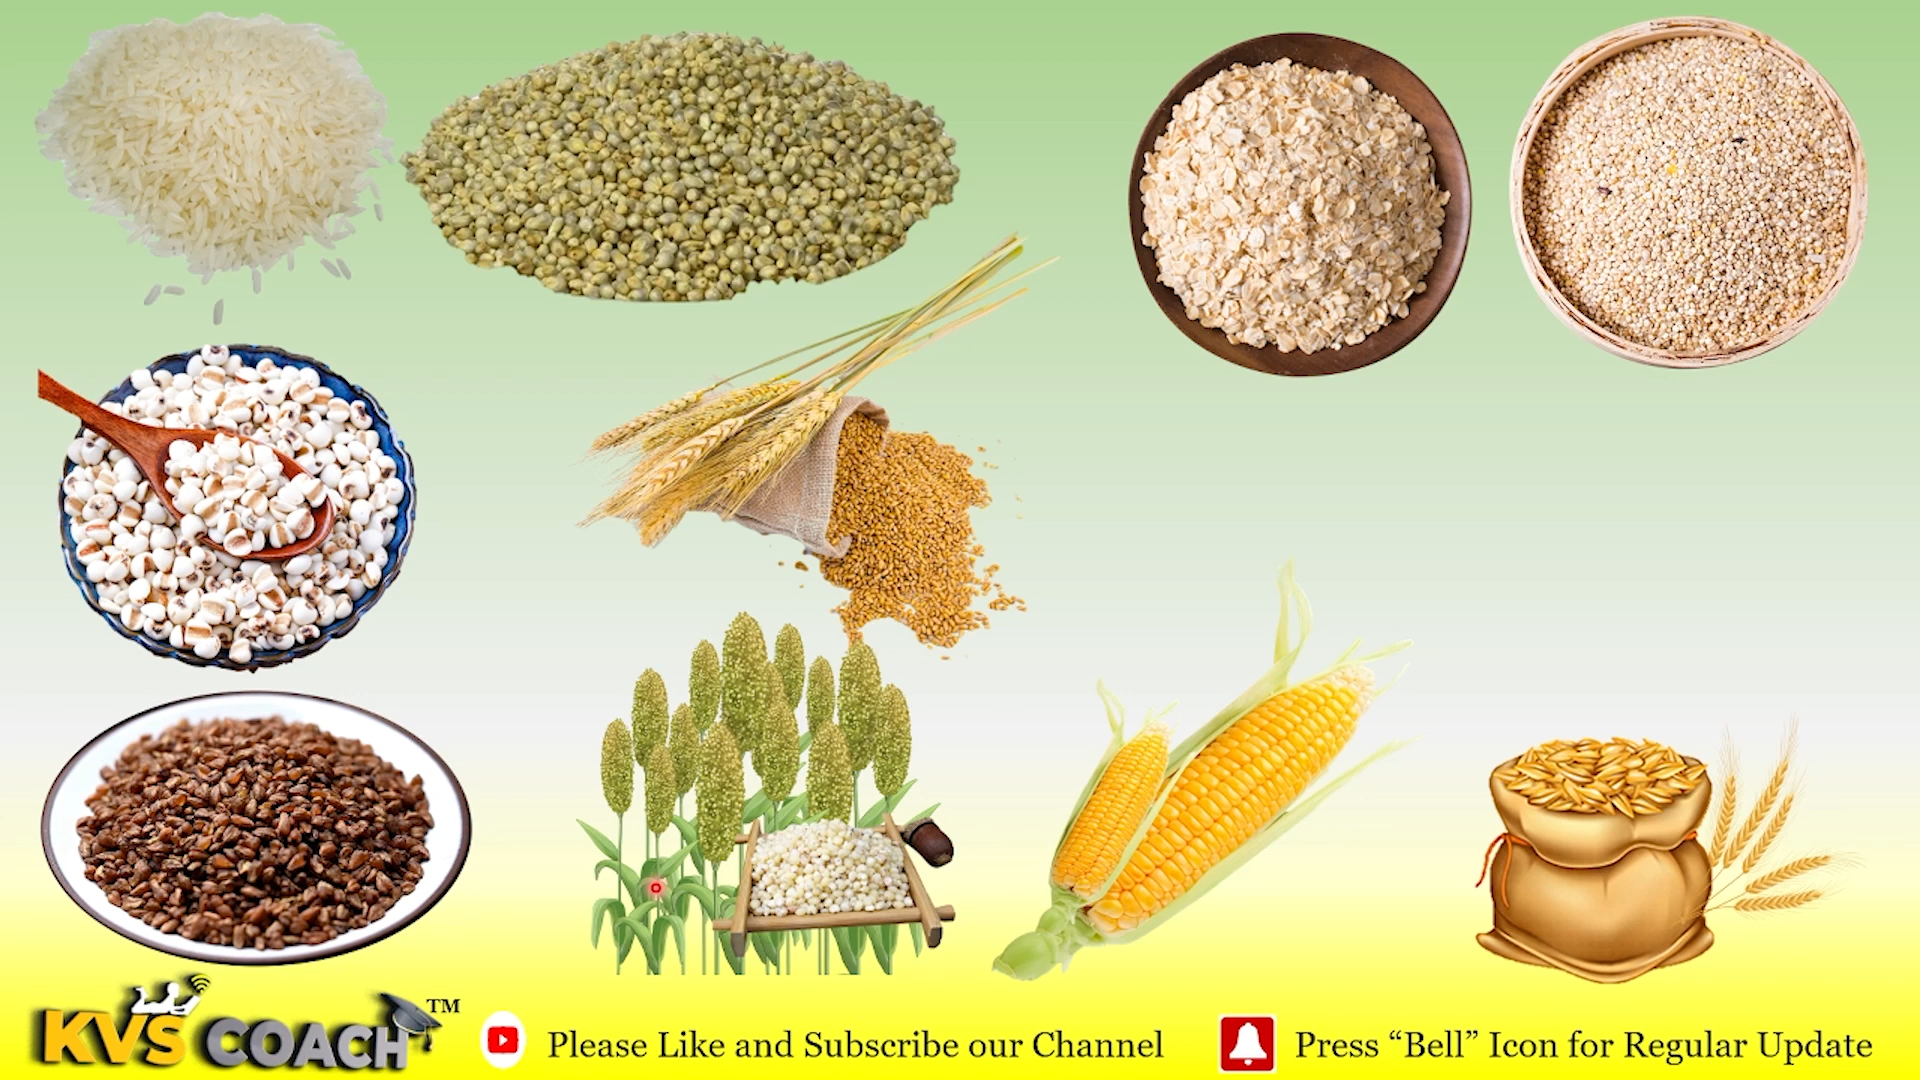 KVS COACH™
Please Like and Subscribe our Channel
Press “Bell” Icon for Regular Update